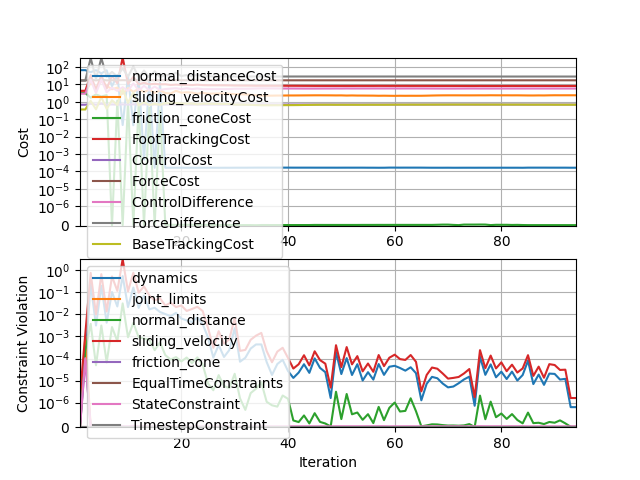 10²
10¹
10⁰
10⁻¹
10⁻²
10⁻³
10⁻⁴
10⁻⁵
10⁻⁶
0
Cost
normal_distanceCost
sliding_velocityCost
friction_coneCost
FootTrackingCost
ControlCost
ForceCost
ControlDifference
ForceDifference
BaseTrackingCost
20 40 60 80
10⁰
10⁻¹
10⁻²
10⁻³
10⁻⁴
10⁻⁵
10⁻⁶
0
Constraint Violation
dynamics
joint_limits
normal_distance
sliding_velocity
friction_cone
EqualTimeConstraints
StateConstraint
TimestepConstraint
20 40 60 80
Iteration